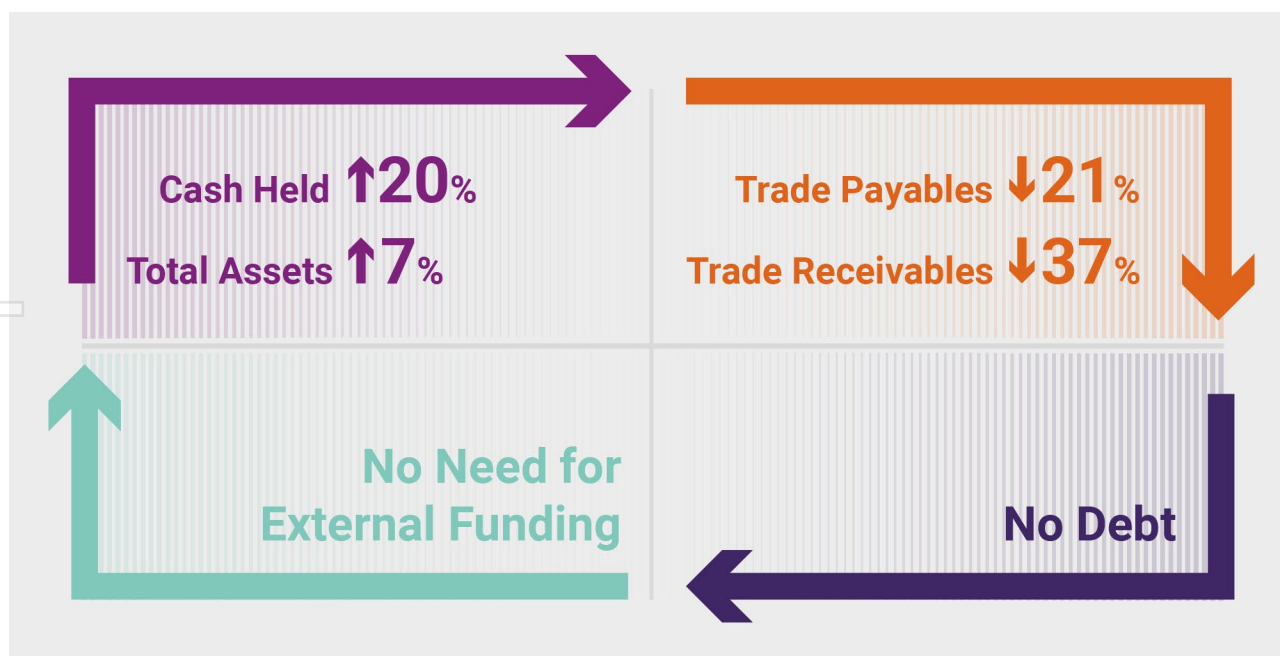 Cash Held ↑20%
Total Assets ↑7%
Trade Payables ↓21%
Trade Receivables ↓37%
No Need for
External Funding
No Debt